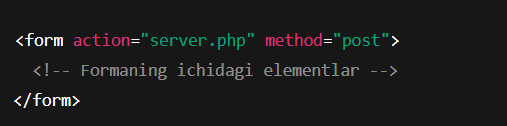 <form action="server.php" method="post">
<!-- Formaning ichidagi elementlar -->
</form>